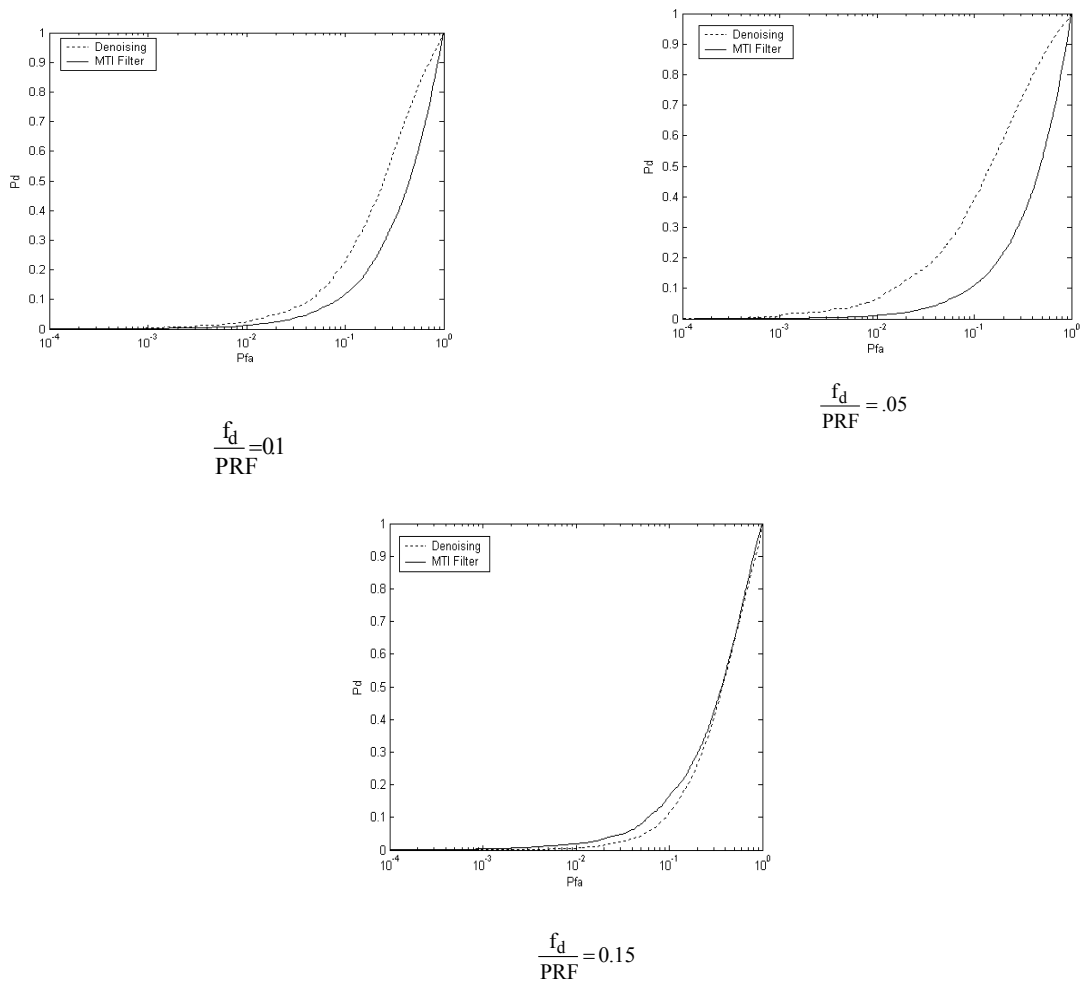 Denoising
MTI Filter
1
0.9
0.8
0.7
0.6
0.5
0.4
0.3
0.2
0.1
0
Pd
10^-4
10^-3
10^-2
10^-1
10^0
Pfa
f_d
PRF
=0.1
Denoising
MTI Filter
1
0.9
0.8
0.7
0.6
0.5
0.4
0.3
0.2
0.1
0
Pd
10^-4
10^-3
10^-2
10^-1
10^0
Pfa
f_d
PRF
= .05
Denoising
MTI Filter
1
0.9
0.8
0.7
0.6
0.5
0.4
0.3
0.2
0.1
0
Pd
10^-4
10^-3
10^-2
10^-1
10^0
Pfa
f_d
PRF
= 0.15